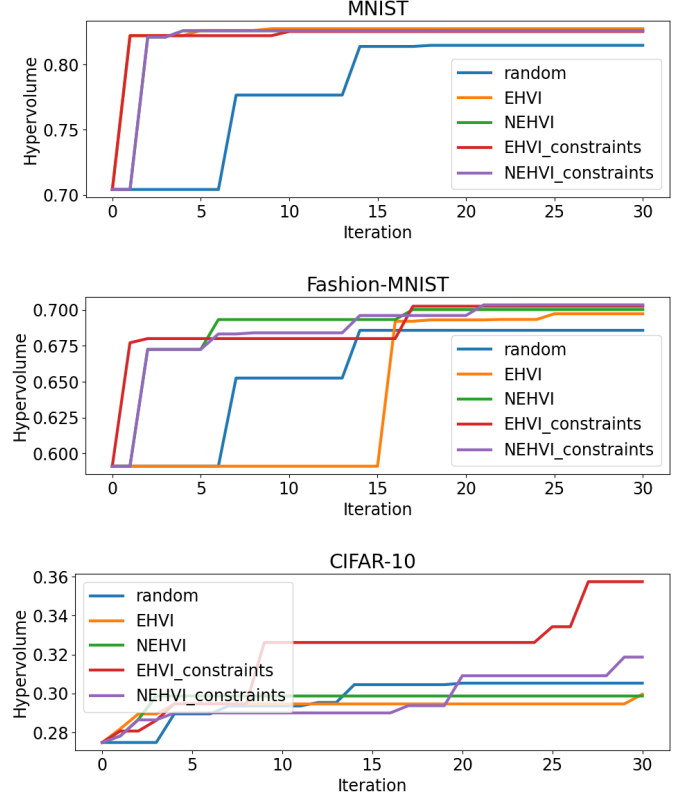 MNIST
Hypervolume
0.80
0.75
0.70
random
EHVI
NEHVI
EHVI_constraints
NEHVI_constraints
0 5 10 15 20 25 30
Iteration
Fashion-MNIST
Hypervolume
0.700
0.675
0.650
0.625
0.600
random
EHVI
NEHVI
EHVI_constraints
NEHVI_constraints
0 5 10 15 20 25 30
Iteration
CIFAR-10
Hypervolume
0.36
0.34
0.32
0.30
0.28
random
EHVI
NEHVI
EHVI_constraints
NEHVI_constraints
0 5 10 15 20 25 30
Iteration